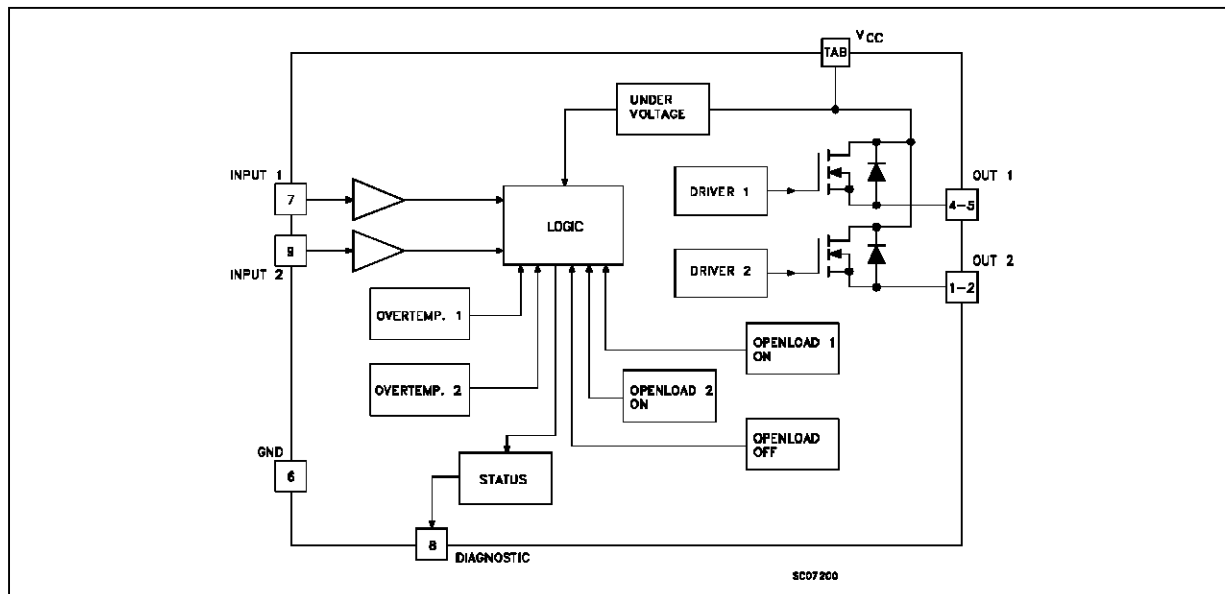 VCC
TAB
UNDER
VOLTAGE
INPUT 1
7
DRIVER 1
OUT 1
4-5
LOGIC
9
INPUT 2
DRIVER 2
OUT 2
1-2
OVERTEMP. 1
OPENLOAD 1
ON
OVERTEMP. 2
OPENLOAD 2
ON
OPENLOAD
OFF
GND
6
STATUS
8
DIAGNOSTIC
SC07200